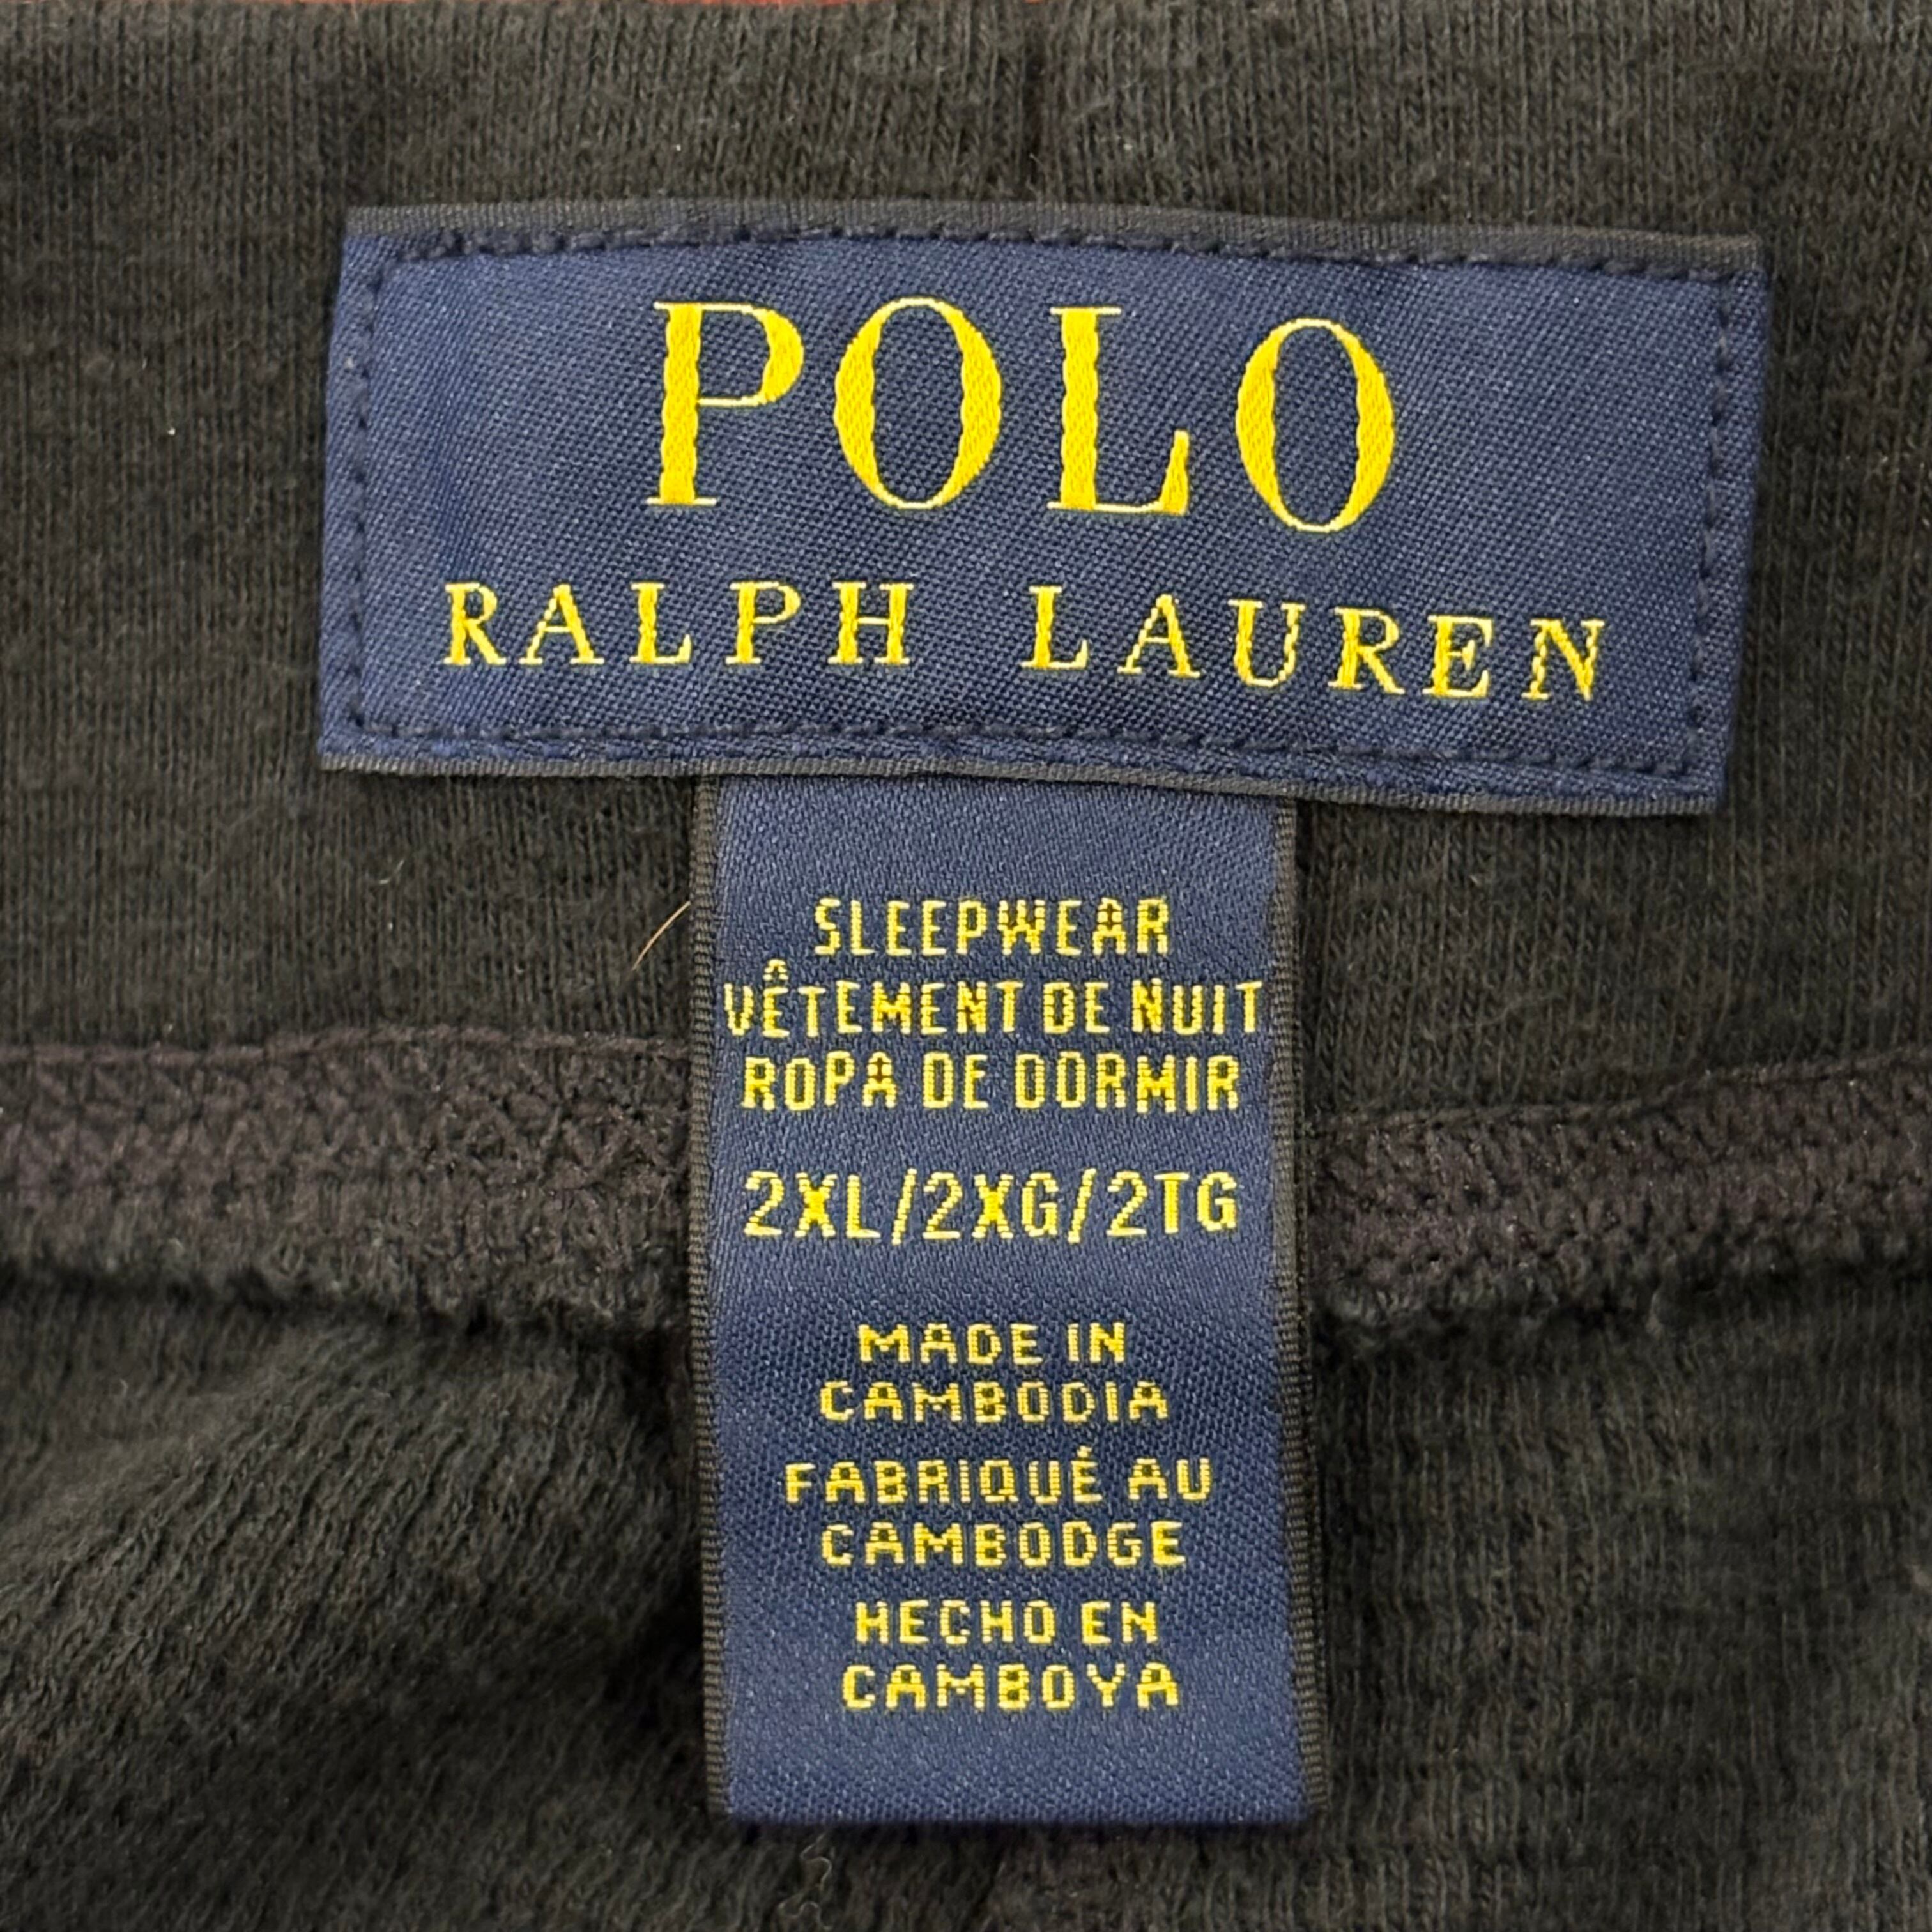 POLO
RALPH LAUREN
SLEEPWEAR
VÊTEMENT DE NUIT
ROPA DE DORMIR
2XL/2XG/2TG
MADE IN
CAMBODIA
FABRIQUÉ AU
CAMBODGE
HECHO EN
CAMBOYA